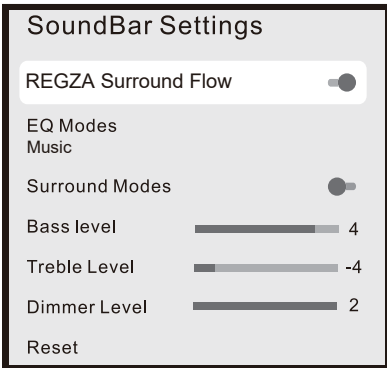 SoundBar Settings
REGZA Surround Flow
EQ Modes
Music
Surround Modes
Bass level 4
Treble Level -4
Dimmer Level 2
Reset